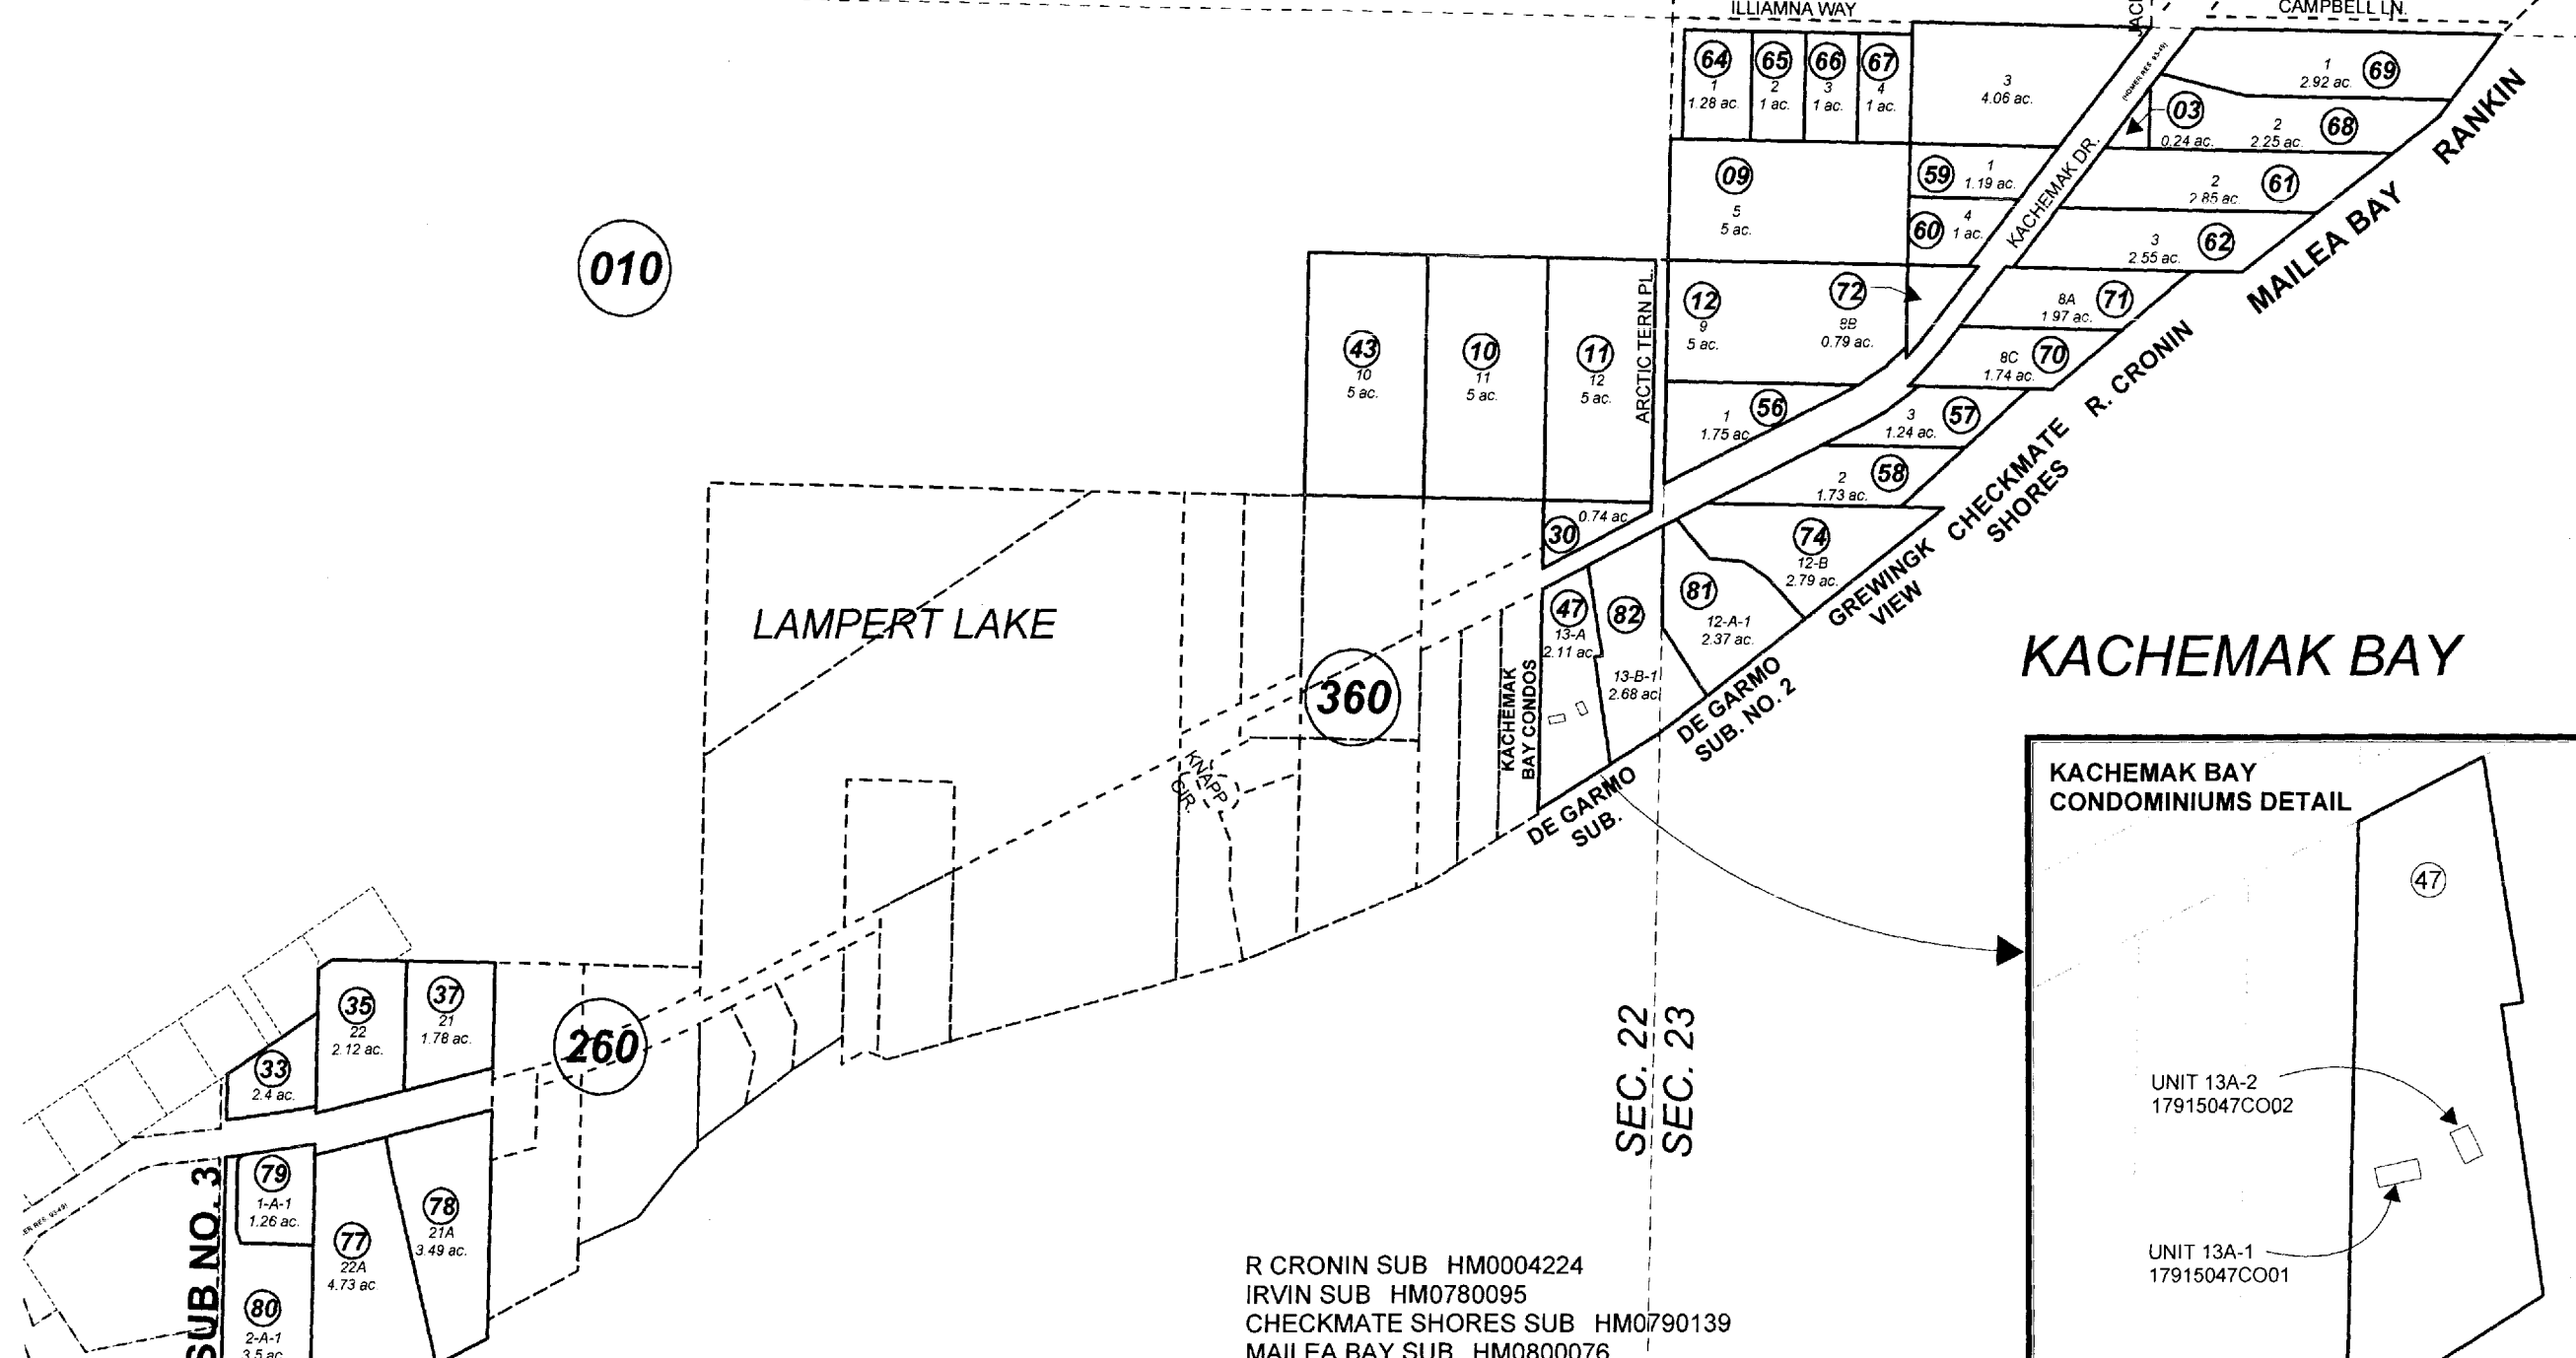 ILLIAMNA WAY
CAMPBELL LN.
(HOMER RES. 93-49)
64
1
1.28 ac.
65
2
1 ac.
66
3
1 ac.
67
4
1 ac.
3
4.06 ac.
1
2.92 ac.
69
03
0.24 ac.
2
2.25 ac.
68
RANKIN
KACHEMAK DR.
09
5
5 ac.
59
1
1.19 ac.
60
4
1 ac.
2
2.85 ac.
61
3
2.55 ac.
62
MAILEA BAY
010
43
10
5 ac.
10
11
5 ac.
11
12
5 ac.
ARCTIC TERN PL.
12
9
5 ac.
72
8B
0.79 ac.
8A
1.97 ac.
71
8C
1.74 ac.
70
R. CRONIN
1
1.75 ac.
56
3
1.24 ac.
57
2
1.73 ac.
58
CHECKMATE
SHORES
30
0.74 ac.
74
12-B
2.79 ac.
GREWINGK
VIEW
LAMPERT LAKE
47
13-A
2.11 ac.
82
13-B-1
2.68 ac.
81
12-A-1
2.37 ac.
KACHEMAK BAY
360
KACHEMAK
BAY CONDOS
DE GARMO
SUB. NO. 2
KNAPP
CIR.
DE GARMO
SUB.
KACHEMAK BAY
CONDOMINIUMS DETAIL
47
UNIT 13A-2
17915047CO02
UNIT 13A-1
17915047CO01
35
22
2.12 ac.
37
21
1.78 ac.
260
33
2.4 ac.
SEC. 22
SEC. 23
SUB NO. 3
79
1-A-1
1.26 ac.
77
22A
4.73 ac.
78
21A
3.49 ac.
80
2-A-1
3.5 ac.
R CRONIN SUB HM0004224
IRVIN SUB HM0780095
CHECKMATE SHORES SUB HM0790139
MAILEA BAY SUB HM0800076